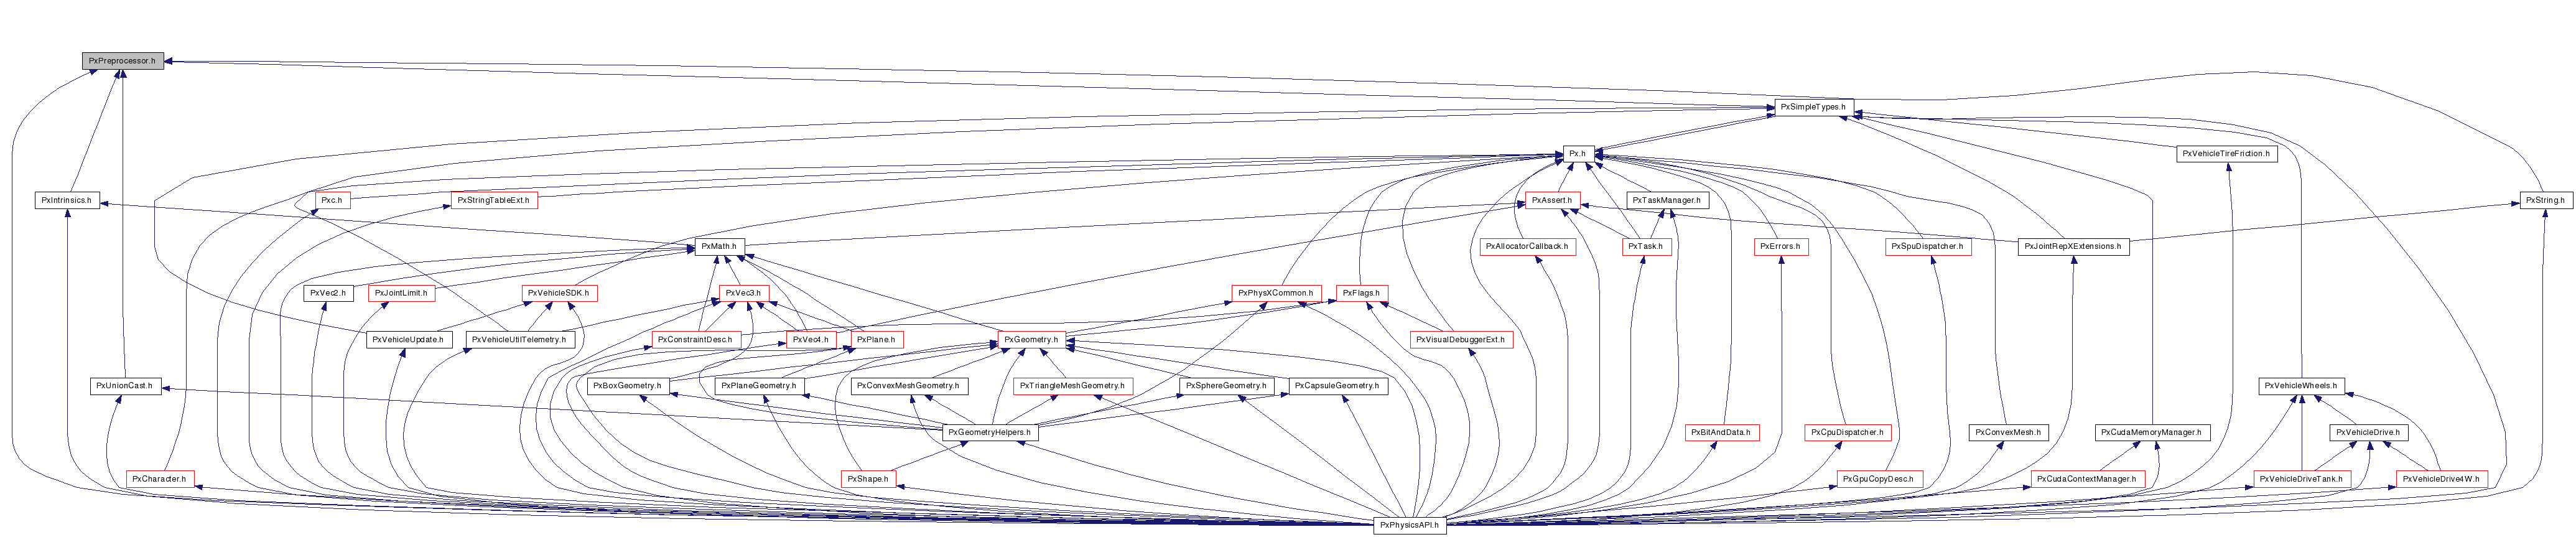 PxPreprocessor.h
PxSimpleTypes.h
Px.h
PxVehicleTireFriction.h
PxIntrinsics.h
Pxc.h
PxStringTableExt.h
PxAssert.h
PxTaskManager.h
PxString.h
PxMath.h
PxAllocatorCallback.h
PxTask.h
PxErrors.h
PxSpuDispatcher.h
PxJointRepXExtensions.h
PxVec2.h
PxJointLimit.h
PxVehicleSDK.h
PxVec3.h
PxPhysXCommon.h
PxFlags.h
PxVehicleUpdate.h
PxVehicleUtilTelemetry.h
PxConstraintDesc.h
PxVec4.h
PxPlane.h
PxGeometry.h
PxVisualDebuggerExt.h
PxUnionCast.h
PxBoxGeometry.h
PxPlaneGeometry.h
PxConvexMeshGeometry.h
PxTriangleMeshGeometry.h
PxSphereGeometry.h
PxCapsuleGeometry.h
PxVehicleWheels.h
PxGeometryHelpers.h
PxBitAndData.h
PxCpuDispatcher.h
PxConvexMesh.h
PxCudaMemoryManager.h
PxVehicleDrive.h
PxCharacter.h
PxShape.h
PxGpuCopyDesc.h
PxCudaContextManager.h
PxVehicleDriveTank.h
PxVehicleDrive4W.h
PxPhysicsAPI.h